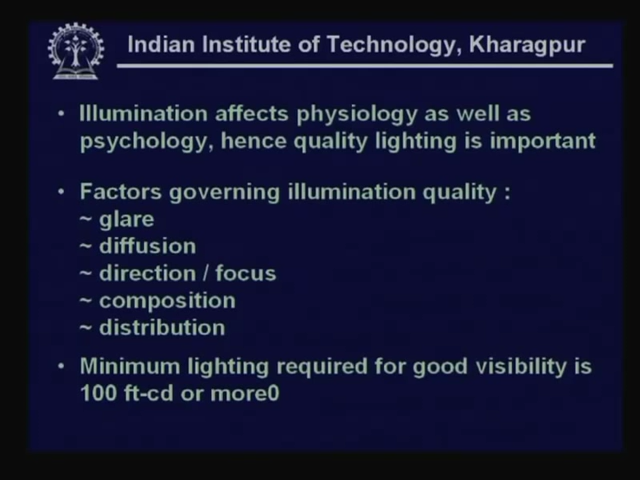 Indian Institute of Technology, Kharagpur
• Illumination affects physiology as well as
psychology, hence quality lighting is important
• Factors governing illumination quality :
~ glare
~ diffusion
~ direction / focus
~ composition
~ distribution
• Minimum lighting required for good visibility is
100 ft-cd or more0